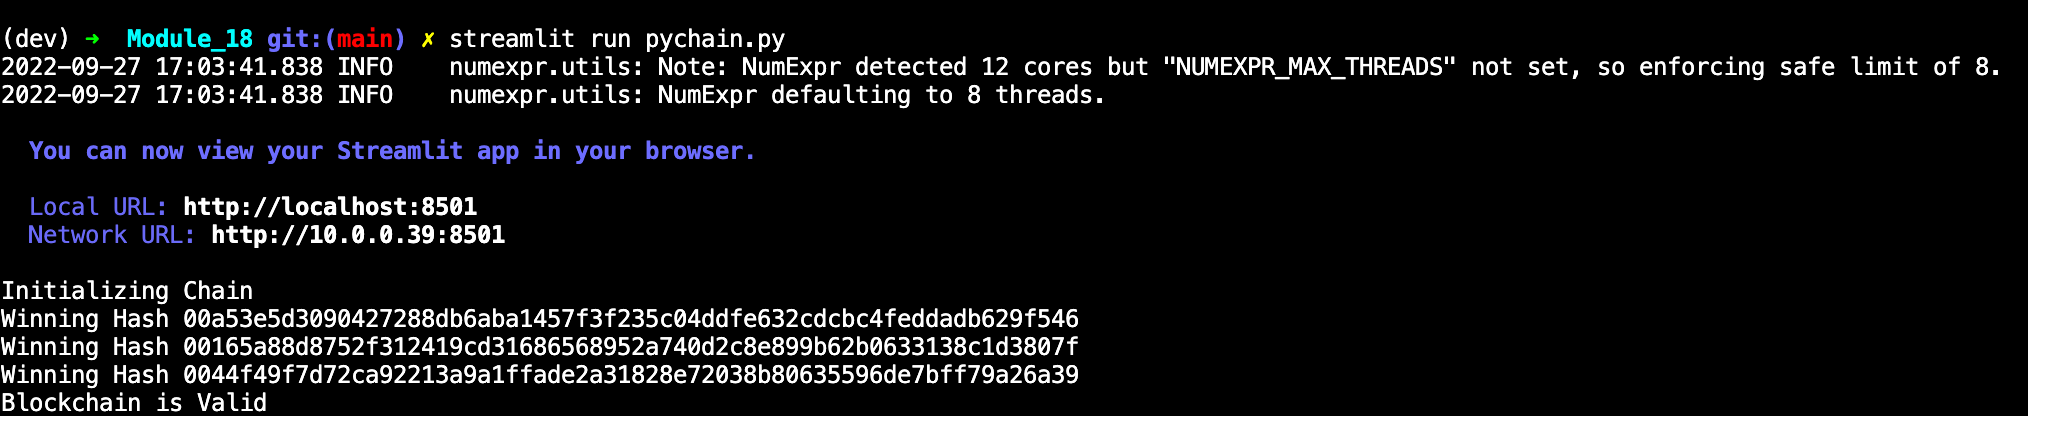 (dev) ➜  Module_18 git:(main) ✗ streamlit run pychain.py
2022-09-27 17:03:41.838 INFO    numexpr.utils: Note: NumExpr detected 12 cores but "NUMEXPR_MAX_THREADS" not set, so enforcing safe limit of 8.
2022-09-27 17:03:41.838 INFO    numexpr.utils: NumExpr defaulting to 8 threads.
You can now view your Streamlit app in your browser.
Local URL: http://localhost:8501
Network URL: http://10.0.0.39:8501
Initializing Chain
Winning Hash 00a53e5d3090427288db6aba1457f3f235c04ddfe632cdcbc4feddadb629f546
Winning Hash 00165a88d8752f312419cd31686568952a740d2c8e899b62b0633138c1d3807f
Winning Hash 0044f49f7d72ca92213a9a1ffade2a31828e72038b80635596de7bff79a26a39
Blockchain is Valid